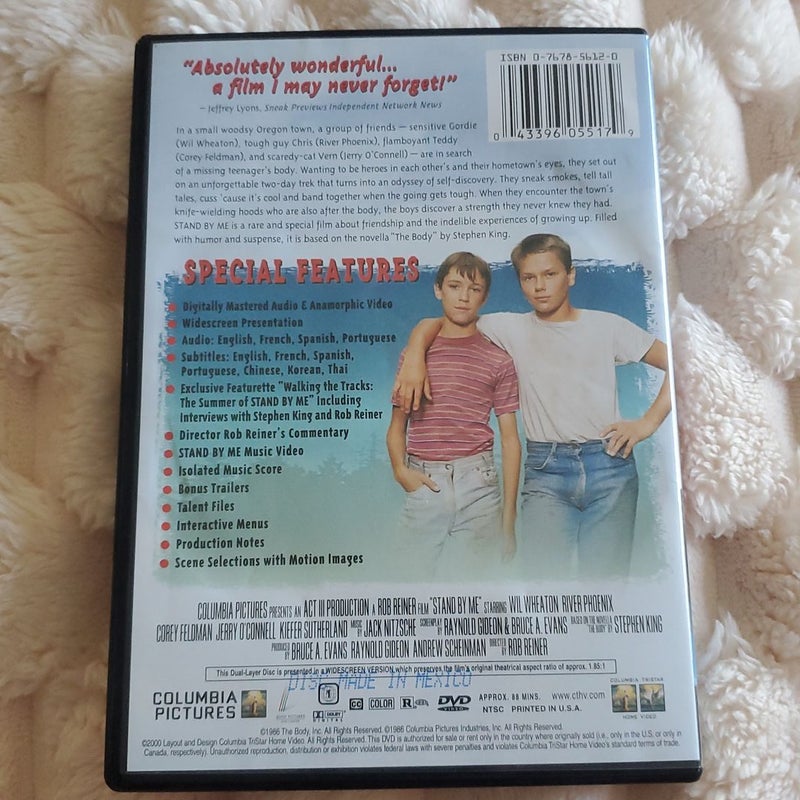 "Absolutely wonderful...
a film I may never forget!"
– Jeffrey Lyons, Sneak Previews Independent Network News
ISBN 0-7678-5612-0
0 43396 05517 9
In a small woodsy Oregon town, a group of friends – sensitive Gordie
(Wil Wheaton), tough guy Chris (River Phoenix), flamboyant Teddy
(Corey Feldman), and scaredy-cat Vern (Jerry O'Connell) – are in search
of a missing teenager's body. Wanting to be heroes in each other's and their hometown's eyes, they set out
on an unforgettable two-day trek that turns into an odyssey of self-discovery. They sneak smokes, tell tall
tales, cuss 'cause it's cool and band together when the going gets tough. When they encounter the town's
knife-wielding hoods who are also after the body, the boys discover a strength they never knew they had.
STAND BY ME is a rare and special film about friendship and the indelible experiences of growing up. Filled
with humor and suspense, it is based on the novella "The Body" by Stephen King.
SPECIAL FEATURES
Digitally Mastered Audio & Anamorphic Video
Widescreen Presentation
Audio: English, French, Spanish, Portuguese
Subtitles: English, French, Spanish,
Portuguese, Chinese, Korean, Thai
Exclusive Featurette "Walking the Tracks:
The Summer of STAND BY ME" Including
Interviews with Stephen King and Rob Reiner
Director Rob Reiner's Commentary
STAND BY ME Music Video
Isolated Music Score
Bonus Trailers
Talent Files
Interactive Menus
Production Notes
Scene Selections with Motion Images
COLUMBIA PICTURES PRESENTS AN ACT III PRODUCTION A ROB REINER FILM "STAND BY ME" STARRING WIL WHEATON RIVER PHOENIX
COREY FELDMAN JERRY O'CONNELL KIEFER SUTHERLAND MUSIC BY JACK NITZSCHE SCREENPLAY BY RAYNOLD GIDEON & BRUCE A. EVANS BASED ON THE NOVELLA "THE BODY" BY STEPHEN KING
PRODUCED BY BRUCE A. EVANS RAYNOLD GIDEON ANDREW SCHEINMAN DIRECTED BY ROB REINER
This Dual-Layer Disc is presented in a WIDESCREEN VERSION which preserves the film's original theatrical aspect ratio of approx. 1.85:1
DISC MADE IN MEXICO
COLUMBIA
PICTURES
1
DOLBY
DIGITAL
CC COLOR R DVD
VIDEO
APPROX. 88 MINS. www.cthv.com
NTSC PRINTED IN U.S.A.
COLUMBIA TRISTAR
HOME VIDEO
©1986 The Body, Inc. All Rights Reserved. ©1986 Columbia Pictures Industries, Inc. All Rights Reserved.
©2000 Layout and Design Columbia TriStar Home Video. All Rights Reserved. This DVD is authorized for sale or rent only in the country where originally sold (i.e., only in the U.S. or only in
Canada, respectively). Unauthorized reproduction, distribution or exhibition violates federal laws with severe penalties and violates Columbia TriStar Home Video's standard terms of trade.